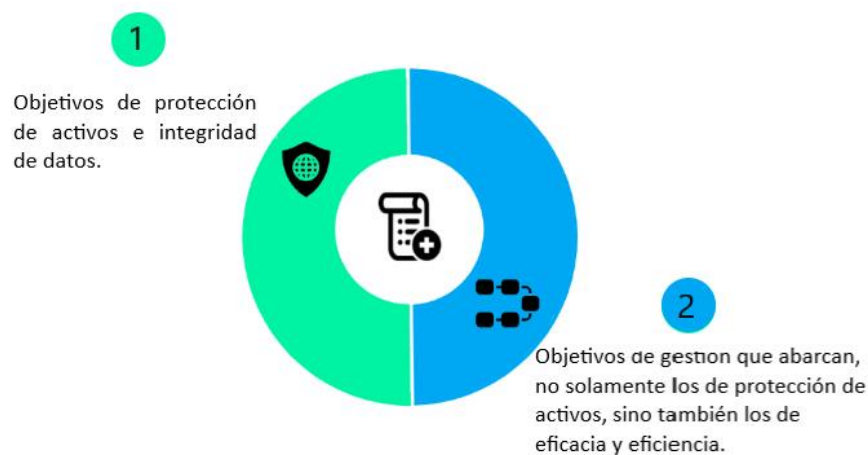 1
Objetivos de protección
de activos e integridad
de datos.
2
Objetivos de gestion que abarcan,
no solamente los de protección de
activos, sino también los de
eficacia y eficiencia.